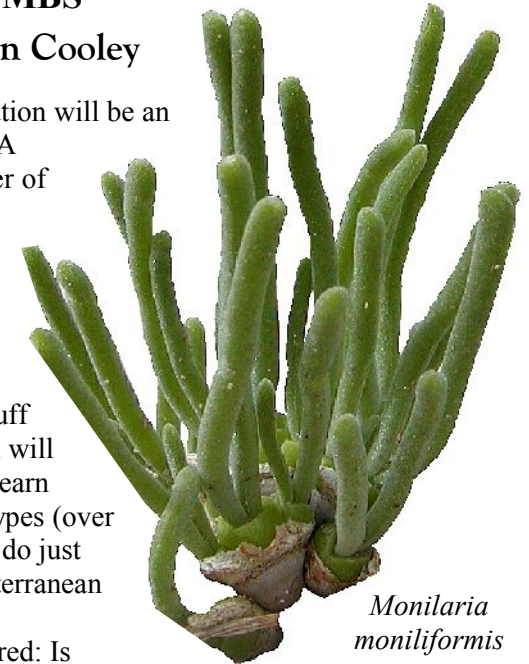 MBS
n Cooley
tion will be an
A
er of
uff
will
earn
ypes (over
do just
terranean
red: Is
Monilaria
moniliformis